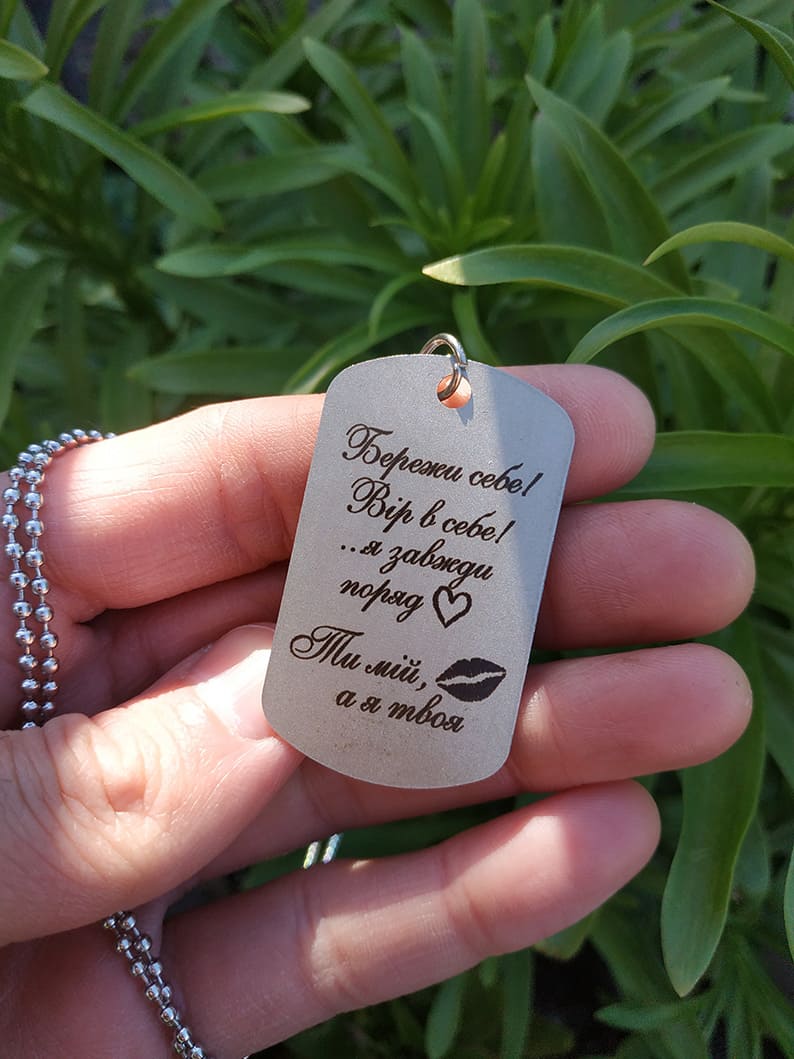 Бережи себе!
Вір в себе!
..я завжди
поряд
Ти мій,
а я твоя